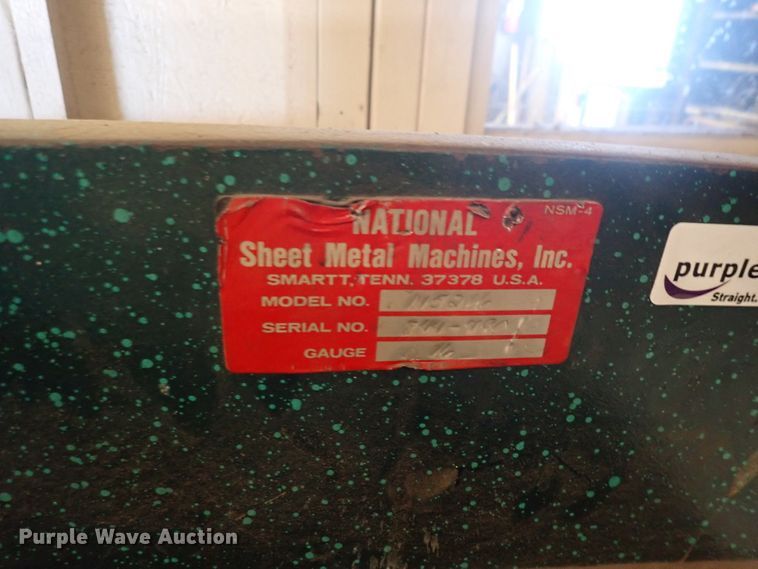 NSM-4
NATIONAL
Sheet Metal Machines, Inc.
SMARTT, TENN. 37378 U.S.A.
MODEL NO.
SERIAL NO.
GAUGE 16
purple
Straight.
Purple Wave Auction